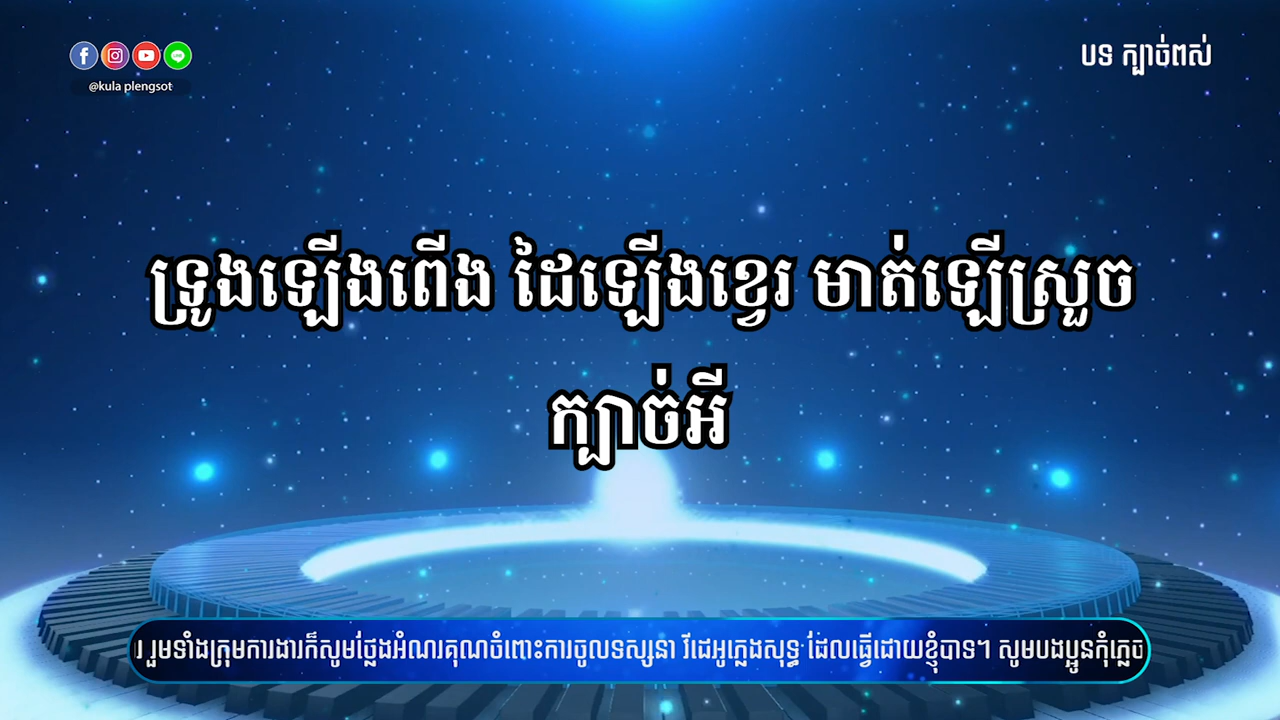 @kula plengsot
បទ ក្បាច់ពស់
ទ្រូងឡើងពើង ដៃឡើងខ្វេរ មាត់ឡើស្រួច
ក្បាច់អី
រ រួមទាំងក្រុមការងារក៏សូមថ្លែងអំណរគុណចំពោះការចូលទស្សនា វីដេអូភ្លេងសុទ្ធ ដែលធ្វើដោយខ្ញុំបាទៗ សូមបងប្អូនកុំភ្លេច